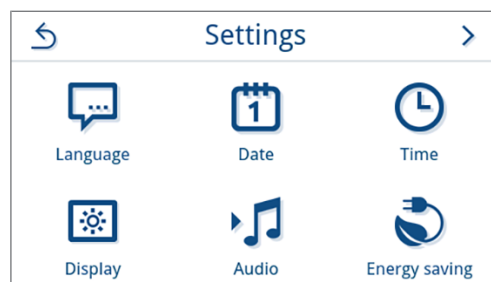 Settings
...
1
Language
Date
Time
Display
Audio
Energy saving